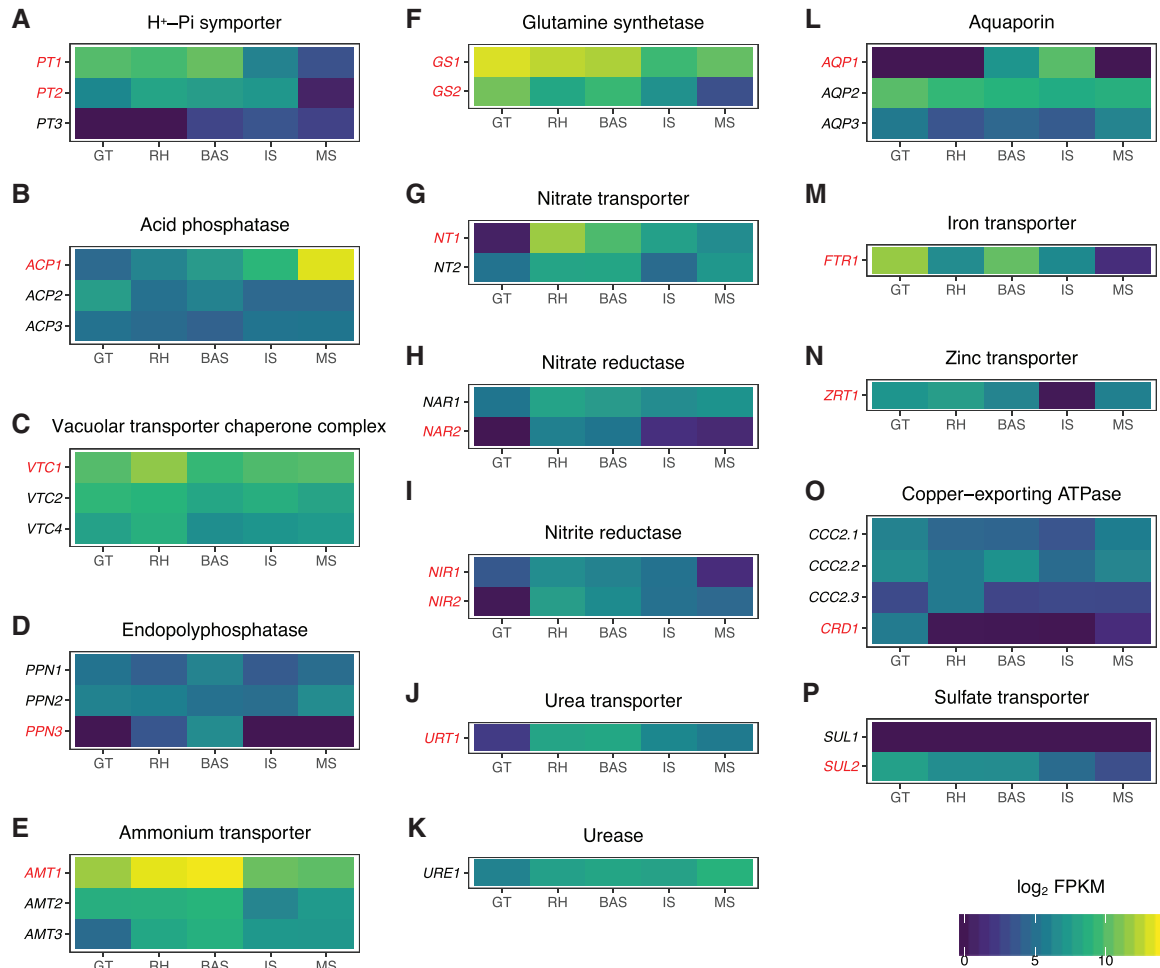 A
H⁺–Pi symporter
PT1
PT2
PT3
GT RH BAS IS MS
B
Acid phosphatase
ACP1
ACP2
ACP3
GT RH BAS IS MS
C
Vacuolar transporter chaperone complex
VTC1
VTC2
VTC4
GT RH BAS IS MS
D
Endopolyphosphatase
PPN1
PPN2
PPN3
GT RH BAS IS MS
E
Ammonium transporter
AMT1
AMT2
AMT3
GT RH BAS IS MS
F
Glutamine synthetase
GS1
GS2
GT RH BAS IS MS
G
Nitrate transporter
NT1
NT2
GT RH BAS IS MS
H
Nitrate reductase
NAR1
NAR2
GT RH BAS IS MS
I
Nitrite reductase
NIR1
NIR2
GT RH BAS IS MS
J
Urea transporter
URT1
GT RH BAS IS MS
K
Urease
URE1
GT RH BAS IS MS
L
Aquaporin
AQP1
AQP2
AQP3
GT RH BAS IS MS
M
Iron transporter
FTR1
GT RH BAS IS MS
N
Zinc transporter
ZRT1
GT RH BAS IS MS
O
Copper–exporting ATPase
CCC2.1
CCC2.2
CCC2.3
CRD1
GT RH BAS IS MS
P
Sulfate transporter
SUL1
SUL2
GT RH BAS IS MS
log₂ FPKM
0 5 10